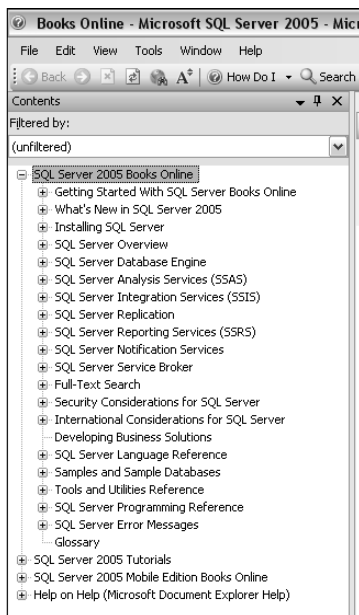 Books Online - Microsoft SQL Server 2005 - Mic
File Edit View Tools Window Help
Back How Do I Search
Contents
Filtered by:
(unfiltered)
SQL Server 2005 Books Online
Getting Started With SQL Server Books Online
What's New in SQL Server 2005
Installing SQL Server
SQL Server Overview
SQL Server Database Engine
SQL Server Analysis Services (SSAS)
SQL Server Integration Services (SSIS)
SQL Server Replication
SQL Server Reporting Services (SSRS)
SQL Server Notification Services
SQL Server Service Broker
Full-Text Search
Security Considerations for SQL Server
International Considerations for SQL Server
Developing Business Solutions
SQL Server Language Reference
Samples and Sample Databases
Tools and Utilities Reference
SQL Server Programming Reference
SQL Server Error Messages
Glossary
SQL Server 2005 Tutorials
SQL Server 2005 Mobile Edition Books Online
Help on Help (Microsoft Document Explorer Help)